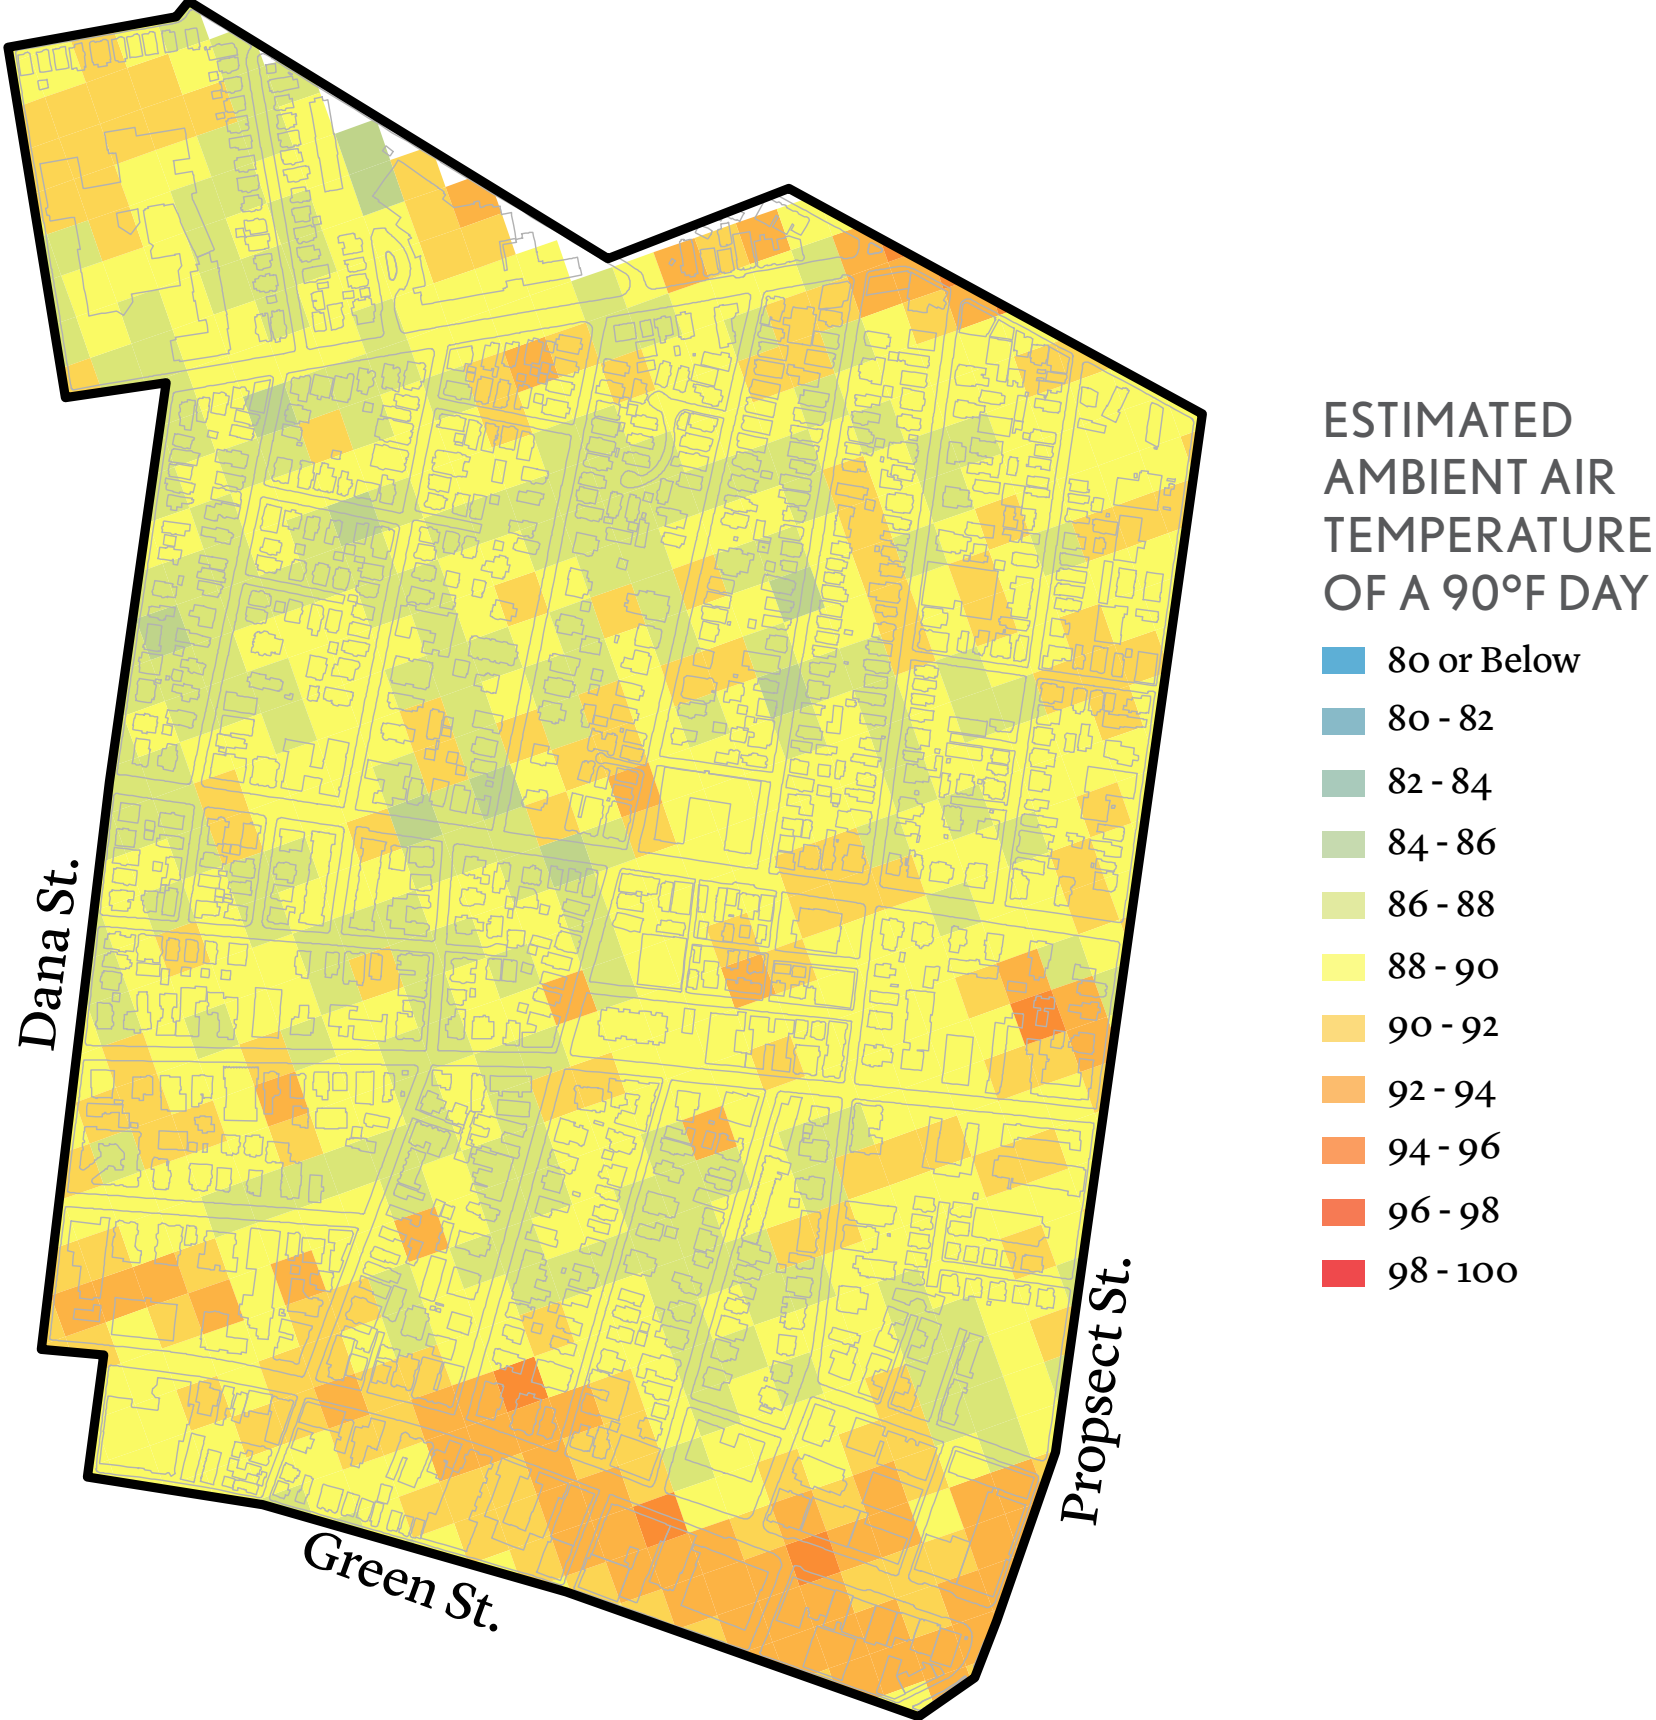 ESTIMATED
AMBIENT AIR
TEMPERATURE
OF A 90°F DAY
80 or Below
80 - 82
82 - 84
84 - 86
86 - 88
88 - 90
90 - 92
92 - 94
94 - 96
96 - 98
98 - 100
Dana St.
Propsect St.
Green St.